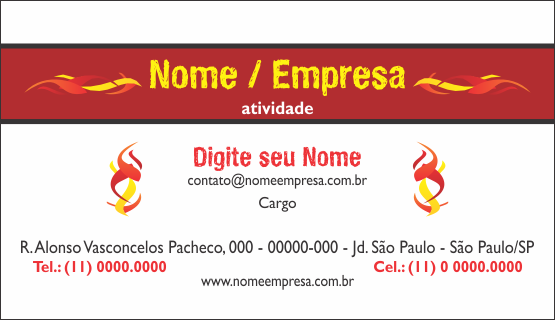 Nome / Empresa
atividade
Digite seu Nome
contato@nomeempresa.com.br
Cargo
R. Alonso Vasconcelos Pacheco, 000 - 00000-000 - Jd. São Paulo - São Paulo/SP
Tel.: (11) 0000.0000 Cel.: (11) 0 0000.0000
www.nomeempresa.com.br